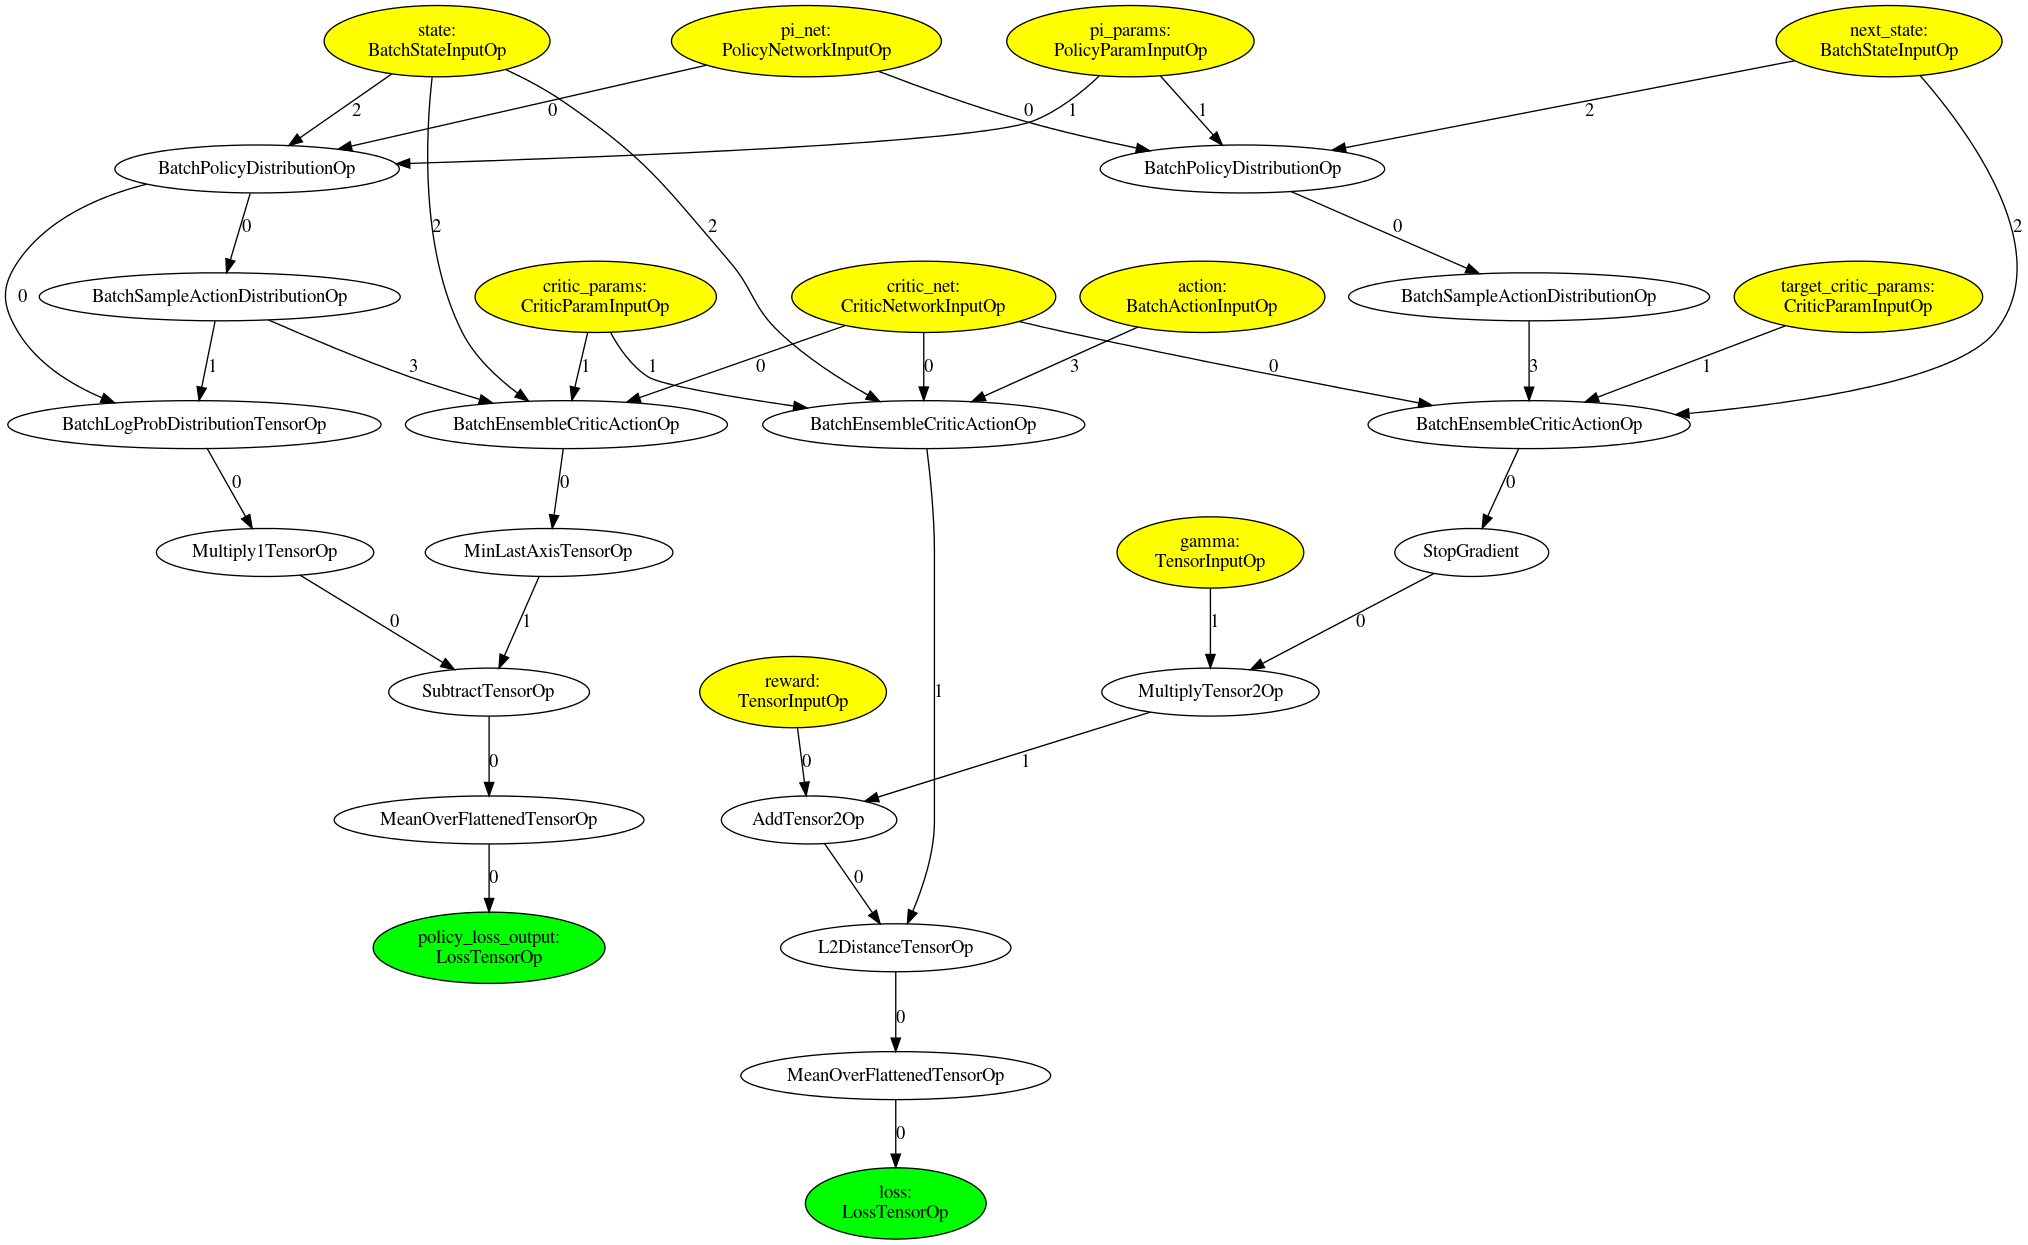 state:
BatchStateInputOp
pi_net:
PolicyNetworkInputOp
pi_params:
PolicyParamInputOp
next_state:
BatchStateInputOp
2
0
0
1
1
2
BatchPolicyDistributionOp
BatchPolicyDistributionOp
0
2
2
0
2
0
BatchSampleActionDistributionOp
critic_params:
CriticParamInputOp
critic_net:
CriticNetworkInputOp
action:
BatchActionInputOp
BatchSampleActionDistributionOp
target_critic_params:
CriticParamInputOp
1
3
1
1
0
0
3
0
3
1
BatchLogProbDistributionTensorOp
BatchEnsembleCriticActionOp
BatchEnsembleCriticActionOp
BatchEnsembleCriticActionOp
0
0
0
Multiply1TensorOp
MinLastAxisTensorOp
gamma:
TensorInputOp
StopGradient
0
1
1
0
SubtractTensorOp
reward:
TensorInputOp
1
MultiplyTensor2Op
0
0
1
MeanOverFlattenedTensorOp
AddTensor2Op
0
0
policy_loss_output:
LossTensorOp
L2DistanceTensorOp
0
MeanOverFlattenedTensorOp
0
loss:
LossTensorOp